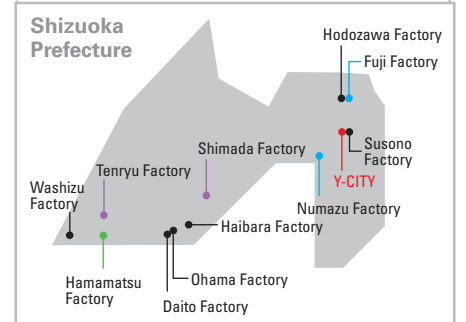 Shizuoka
Prefecture
Hodozawa Factory
Fuji Factory
Shimada Factory
Susono
Factory
Tenryu Factory
Y-CITY
Washizu
Factory
Numazu Factory
Haibara Factory
Hamamatsu
Factory
Ohama Factory
Daito Factory